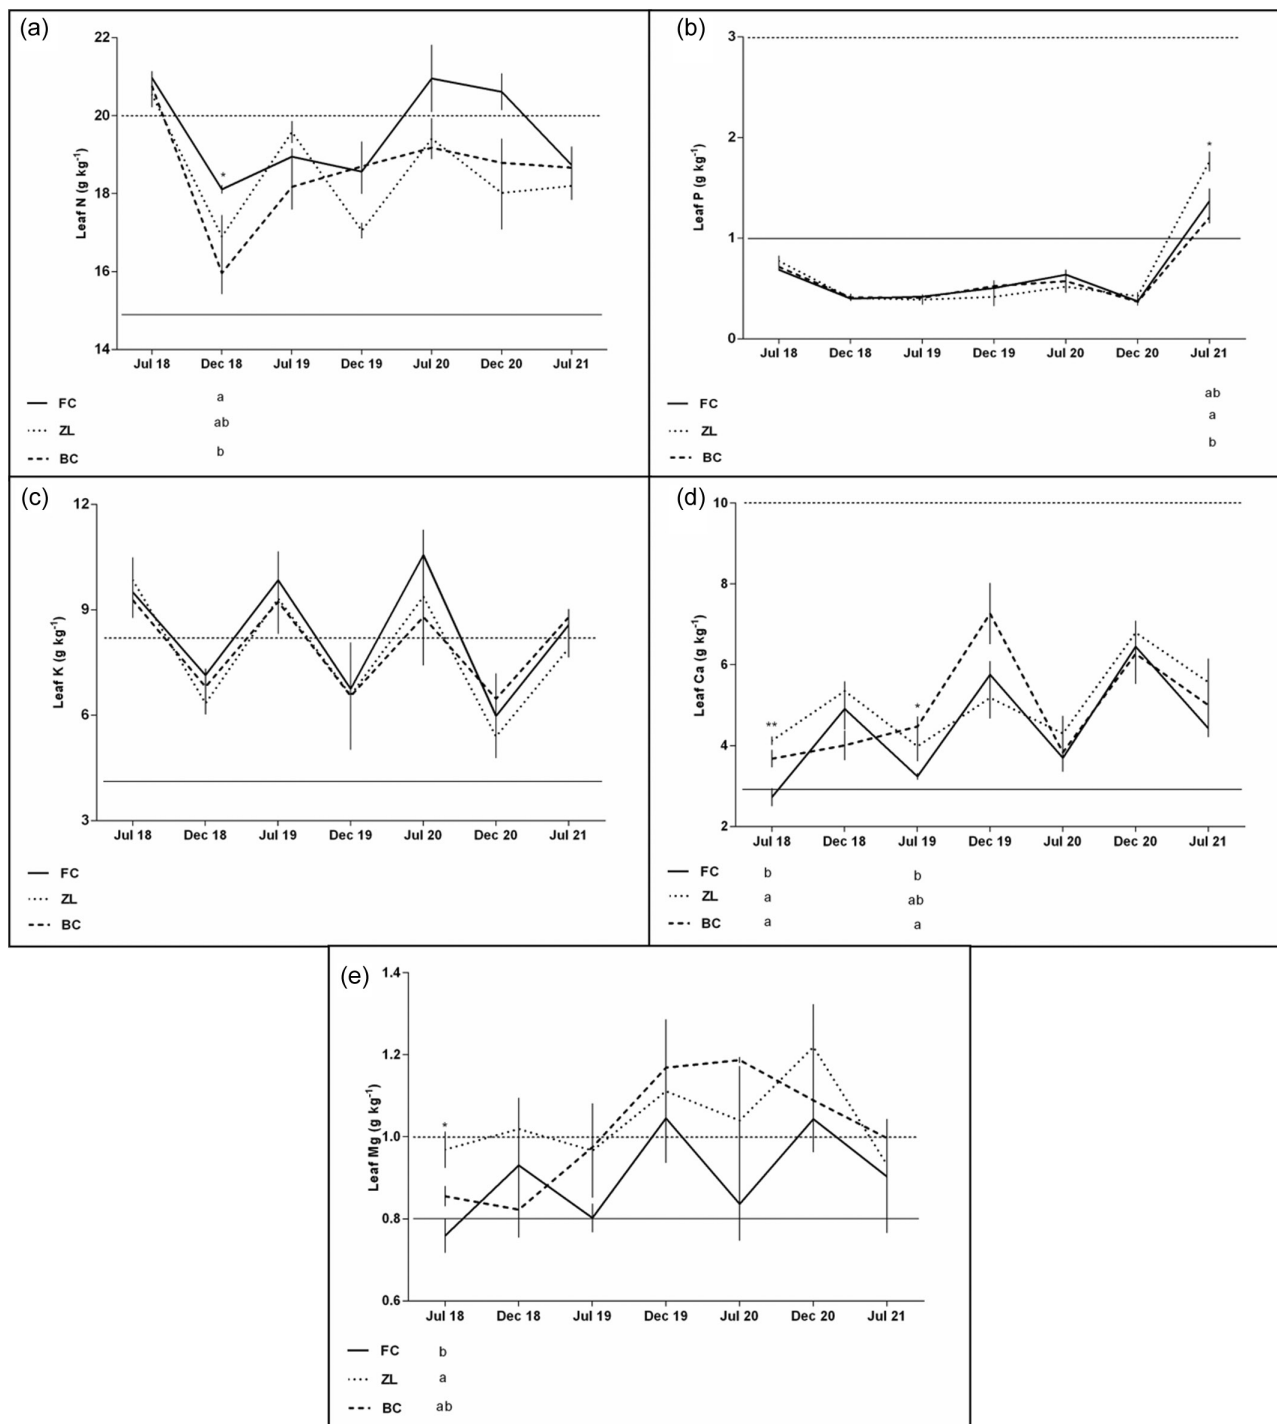 (a)
22
20
18
16
14
Leaf N (g kg⁻¹)
*
Jul 18 Dec 18 Jul 19 Dec 19 Jul 20 Dec 20 Jul 21
FC a
ZL ab
BC b
(b)
3
2
1
0
Leaf P (g kg⁻¹)
*
Jul 18 Dec 18 Jul 19 Dec 19 Jul 20 Dec 20 Jul 21
FC ab
ZL a
BC b
(c)
12
9
6
3
Leaf K (g kg⁻¹)
Jul 18 Dec 18 Jul 19 Dec 19 Jul 20 Dec 20 Jul 21
FC
ZL
BC
(d)
10
8
6
4
2
Leaf Ca (g kg⁻¹)
** *
Jul 18 Dec 18 Jul 19 Dec 19 Jul 20 Dec 20 Jul 21
FC b b
ZL a ab
BC a a
(e)
1.4
1.2
1.0
0.8
0.6
Leaf Mg (g kg⁻¹)
*
Jul 18 Dec 18 Jul 19 Dec 19 Jul 20 Dec 20 Jul 21
FC b
ZL a
BC ab